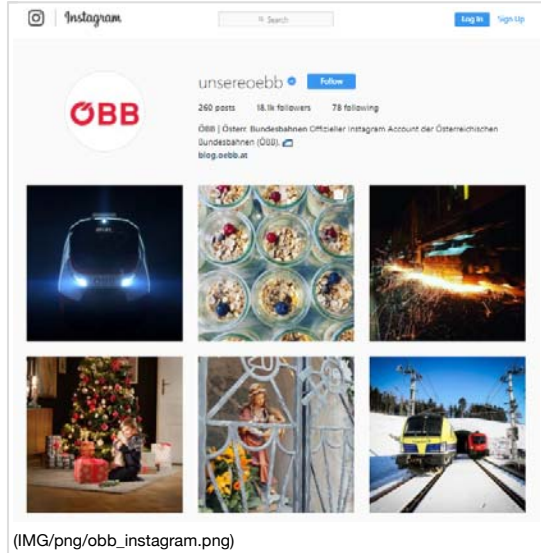 Instagram
Search
Log In Sign Up
unsereoebb Follow
260 posts 18.1k followers 78 following
ÖBB | Österr. Bundesbahnen Offizieller Instagram Account der Österreichischen
Bundesbahnen (ÖBB).
blog.oebb.at
ÖBB
(IMG/png/obb_instagram.png)